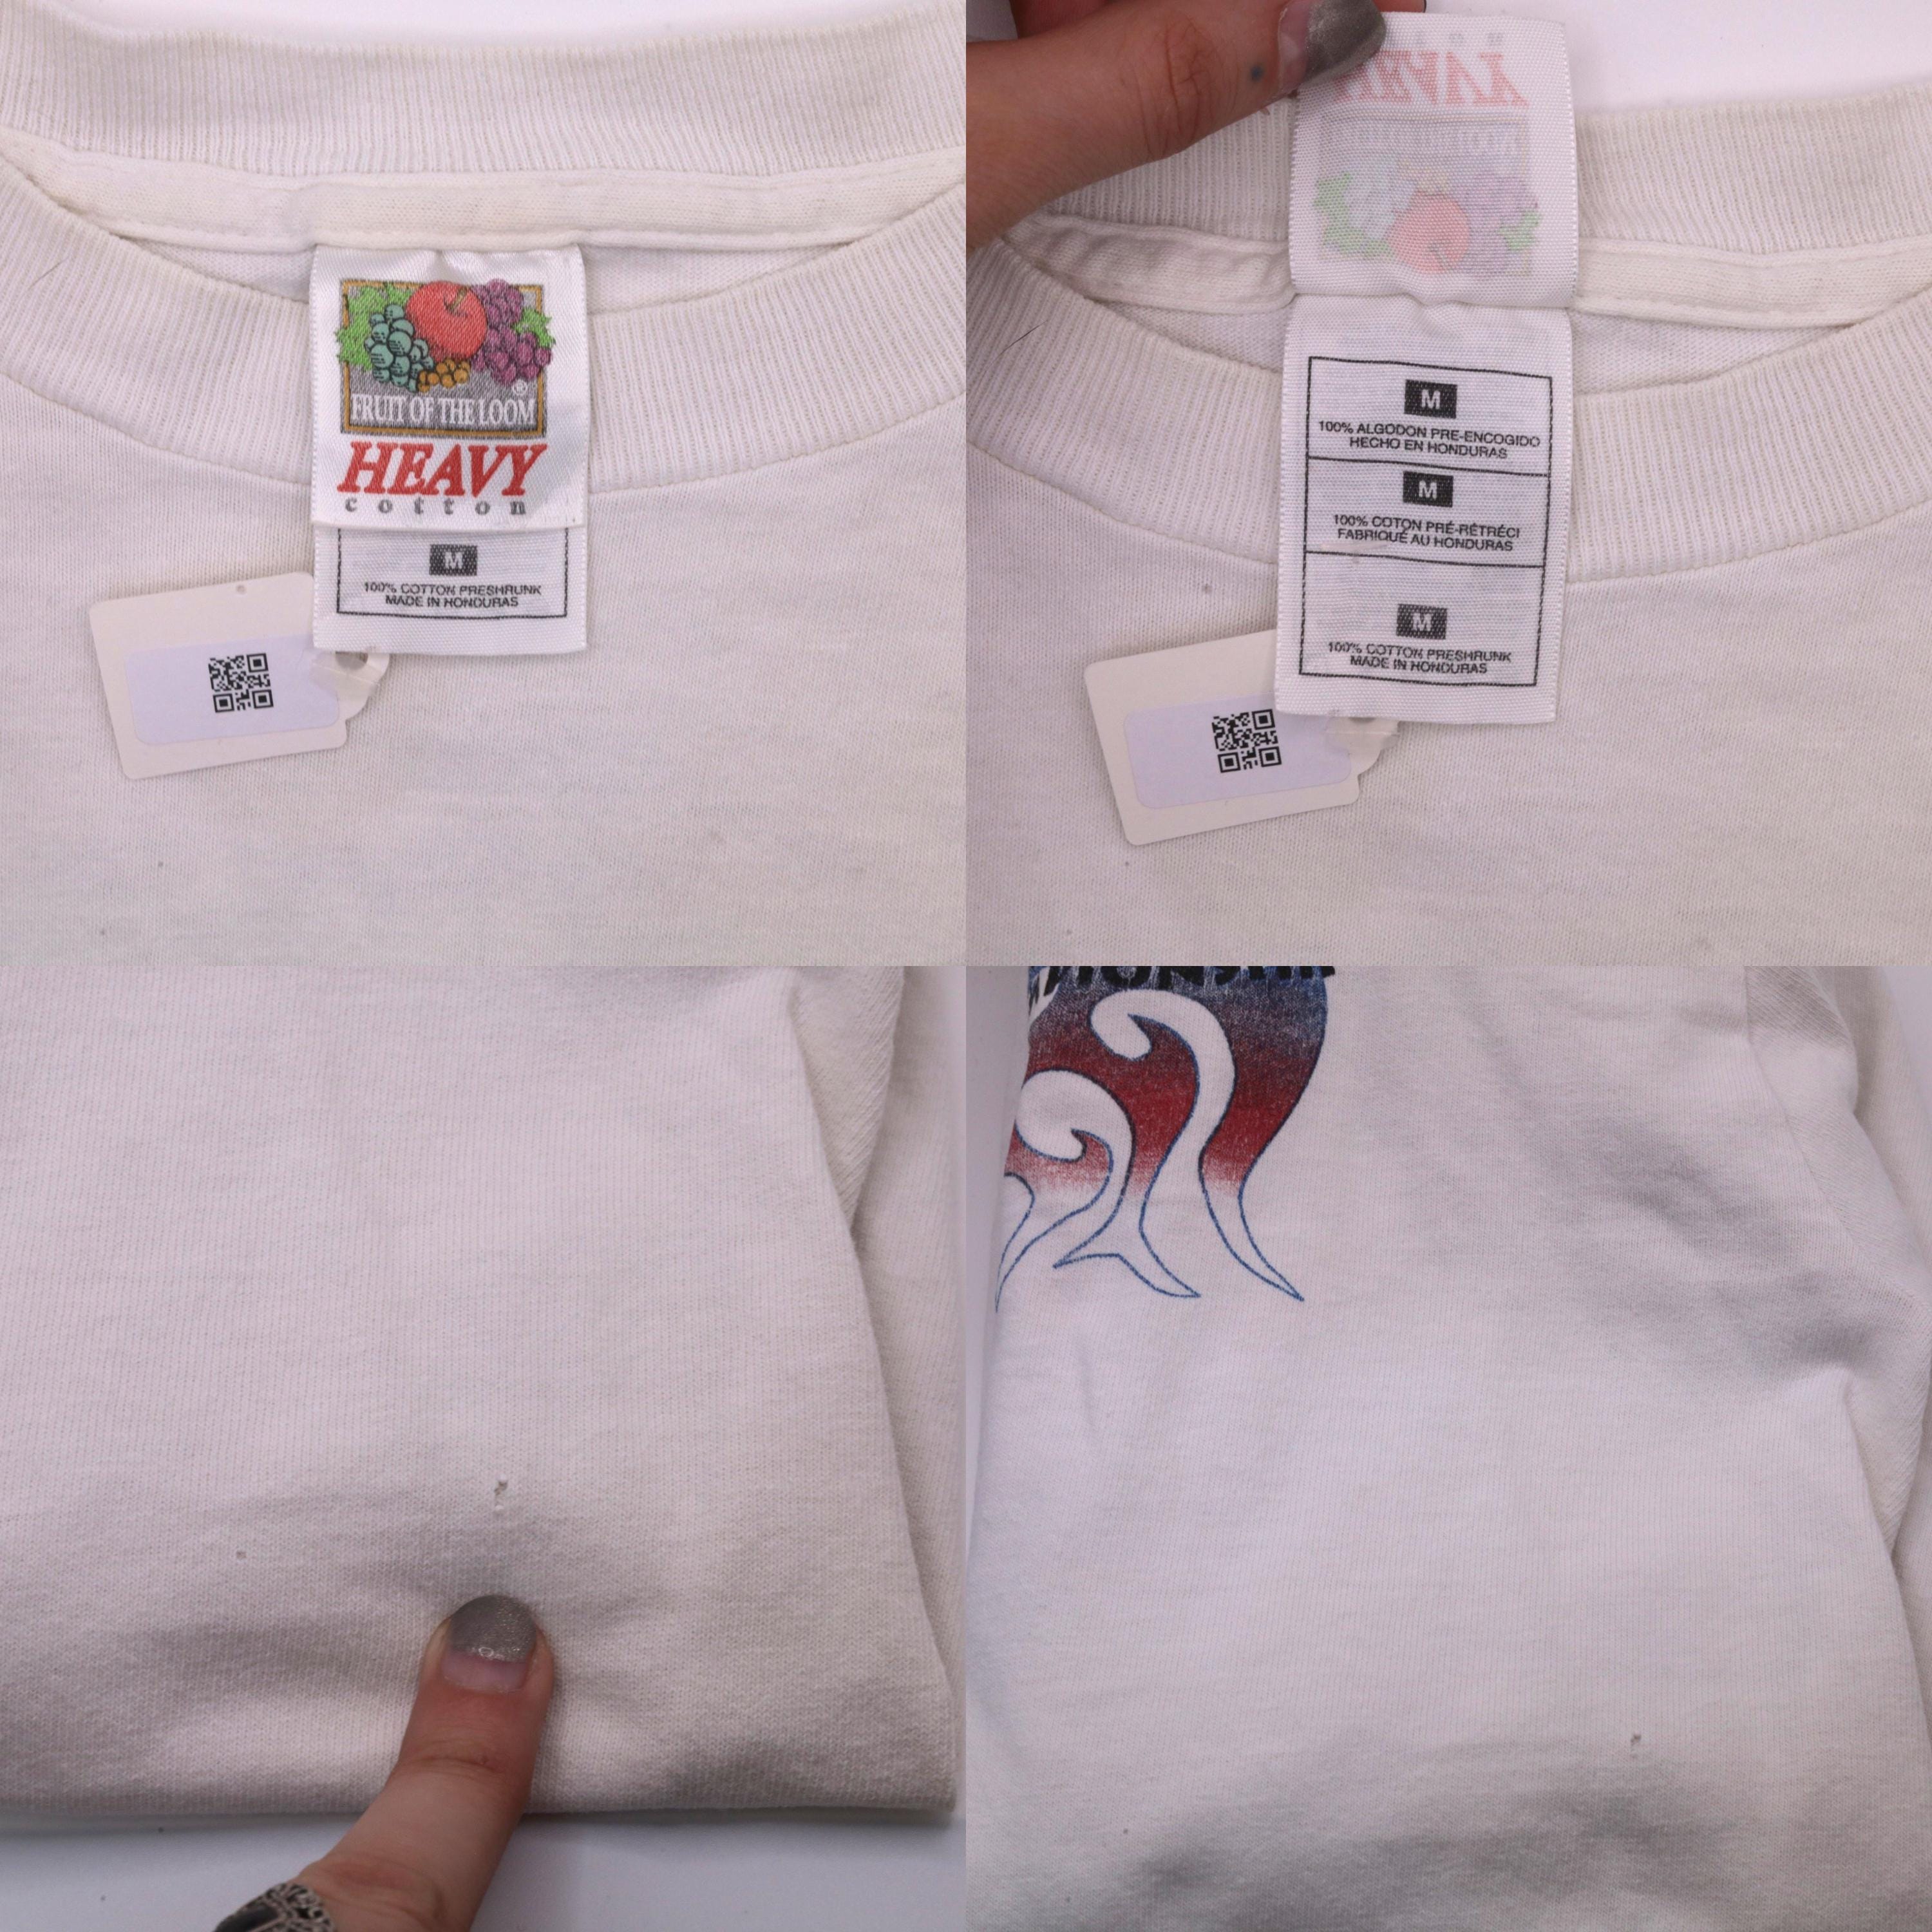 FRUIT OF THE LOOM
®
HEAVY
cotton
M
100% COTTON PRESHRUNK
MADE IN HONDURAS
HEAVY
M
100% ALGODON PRE-ENCOGIDO
HECHO EN HONDURAS
M
100% COTON PRÉ-RÉTRÉCI
FABRIQUÉ AU HONDURAS
M
100% COTTON PRESHRUNK
MADE IN HONDURAS